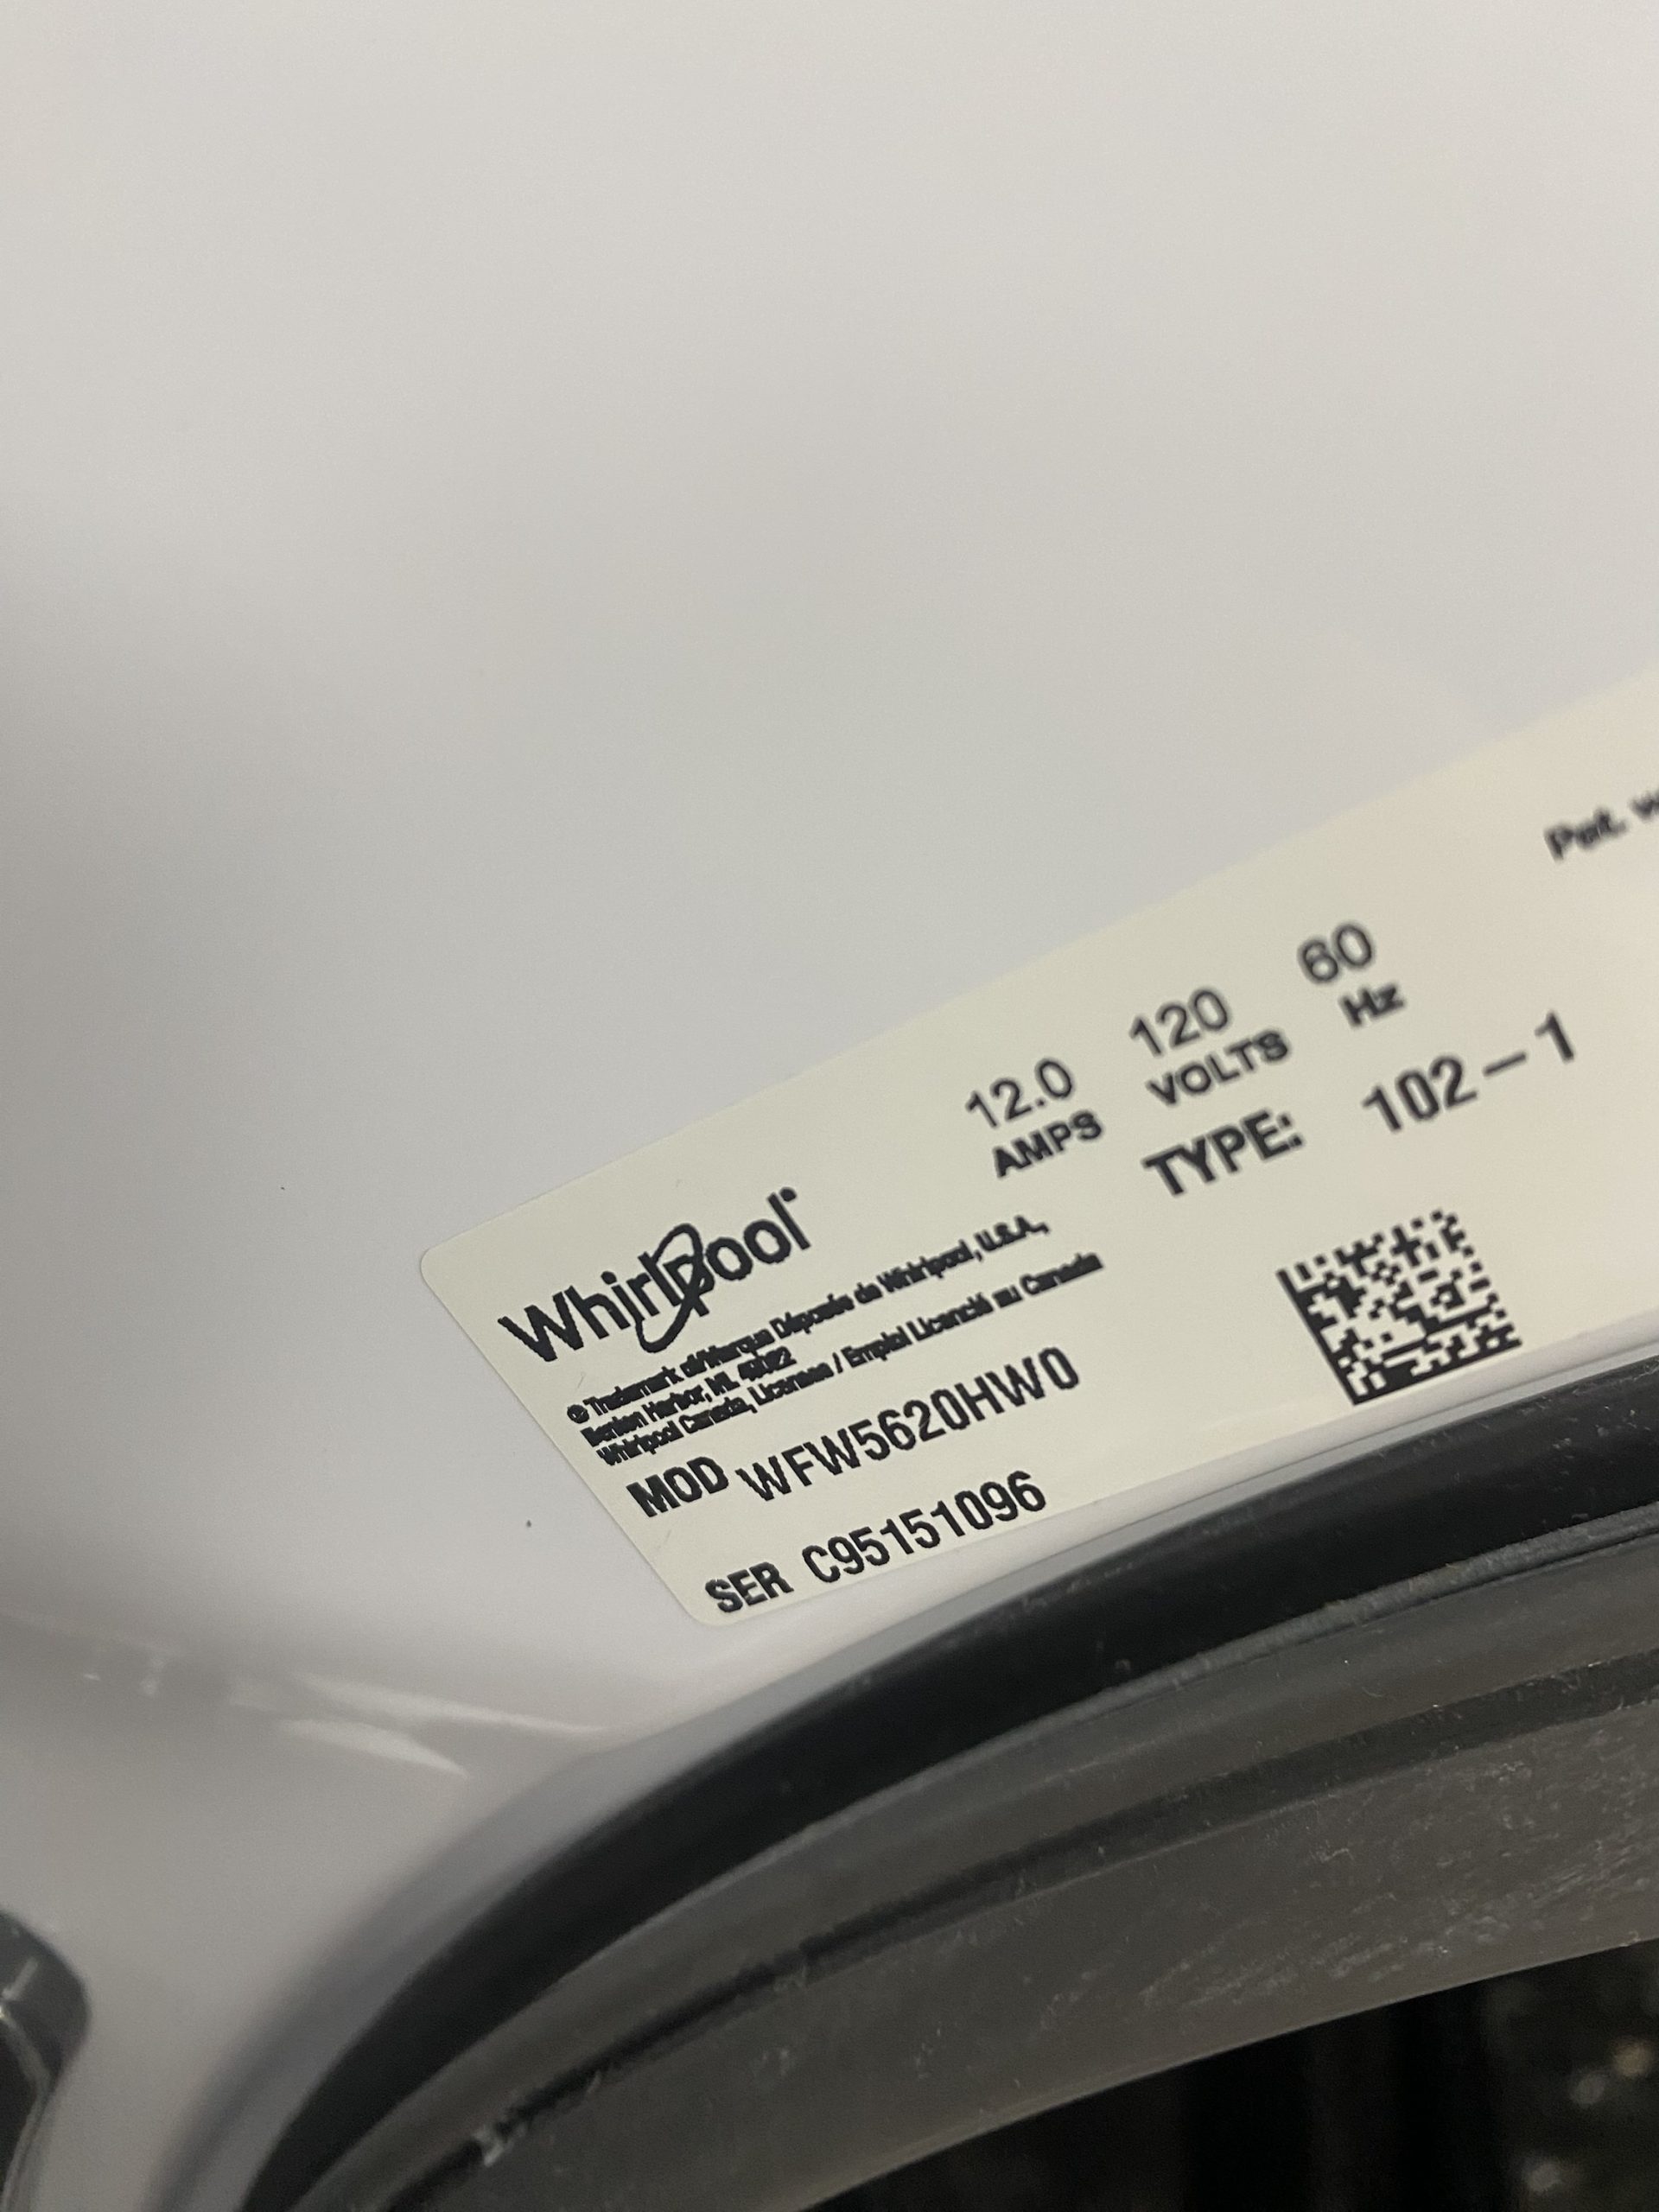 Whirlpool
® Trademark of/Marque Déposée de Whirlpool, U.S.A.,
Benton Harbor, MI. 49022
Whirlpool Canada, Licensee / Emploi Licencié au Canada
MOD WFW5620HW0
SER C95151096
12.0 120 60
AMPS VOLTS Hz
TYPE: 102-1
Pat.